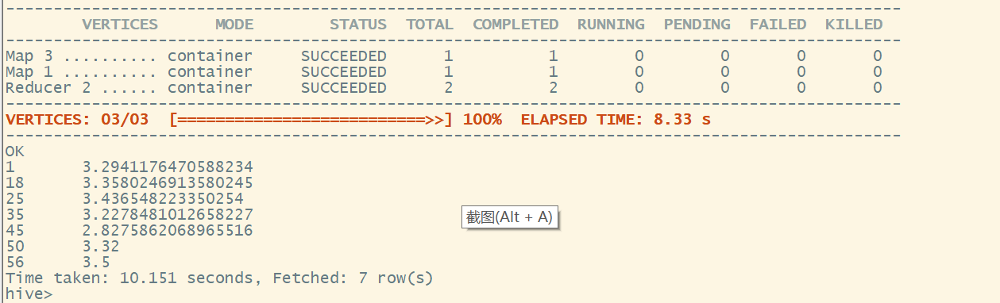 ----------------------------------------------------------------------------------------------
        VERTICES      MODE        STATUS  TOTAL  COMPLETED  RUNNING  PENDING  FAILED  KILLED
----------------------------------------------------------------------------------------------
Map 3 .......... container     SUCCEEDED      1          1        0        0       0       0
Map 1 .......... container     SUCCEEDED      1          1        0        0       0       0
Reducer 2 ...... container     SUCCEEDED      2          2        0        0       0       0
----------------------------------------------------------------------------------------------
VERTICES: 03/03  [==========================>>] 100%  ELAPSED TIME: 8.33 s
----------------------------------------------------------------------------------------------
OK
1       3.2941176470588234
18      3.3580246913580245
25      3.436548223350254
35      3.2278481012658227
截图(Alt + A)
45      2.8275862068965516
50      3.32
56      3.5
Time taken: 10.151 seconds, Fetched: 7 row(s)
hive>